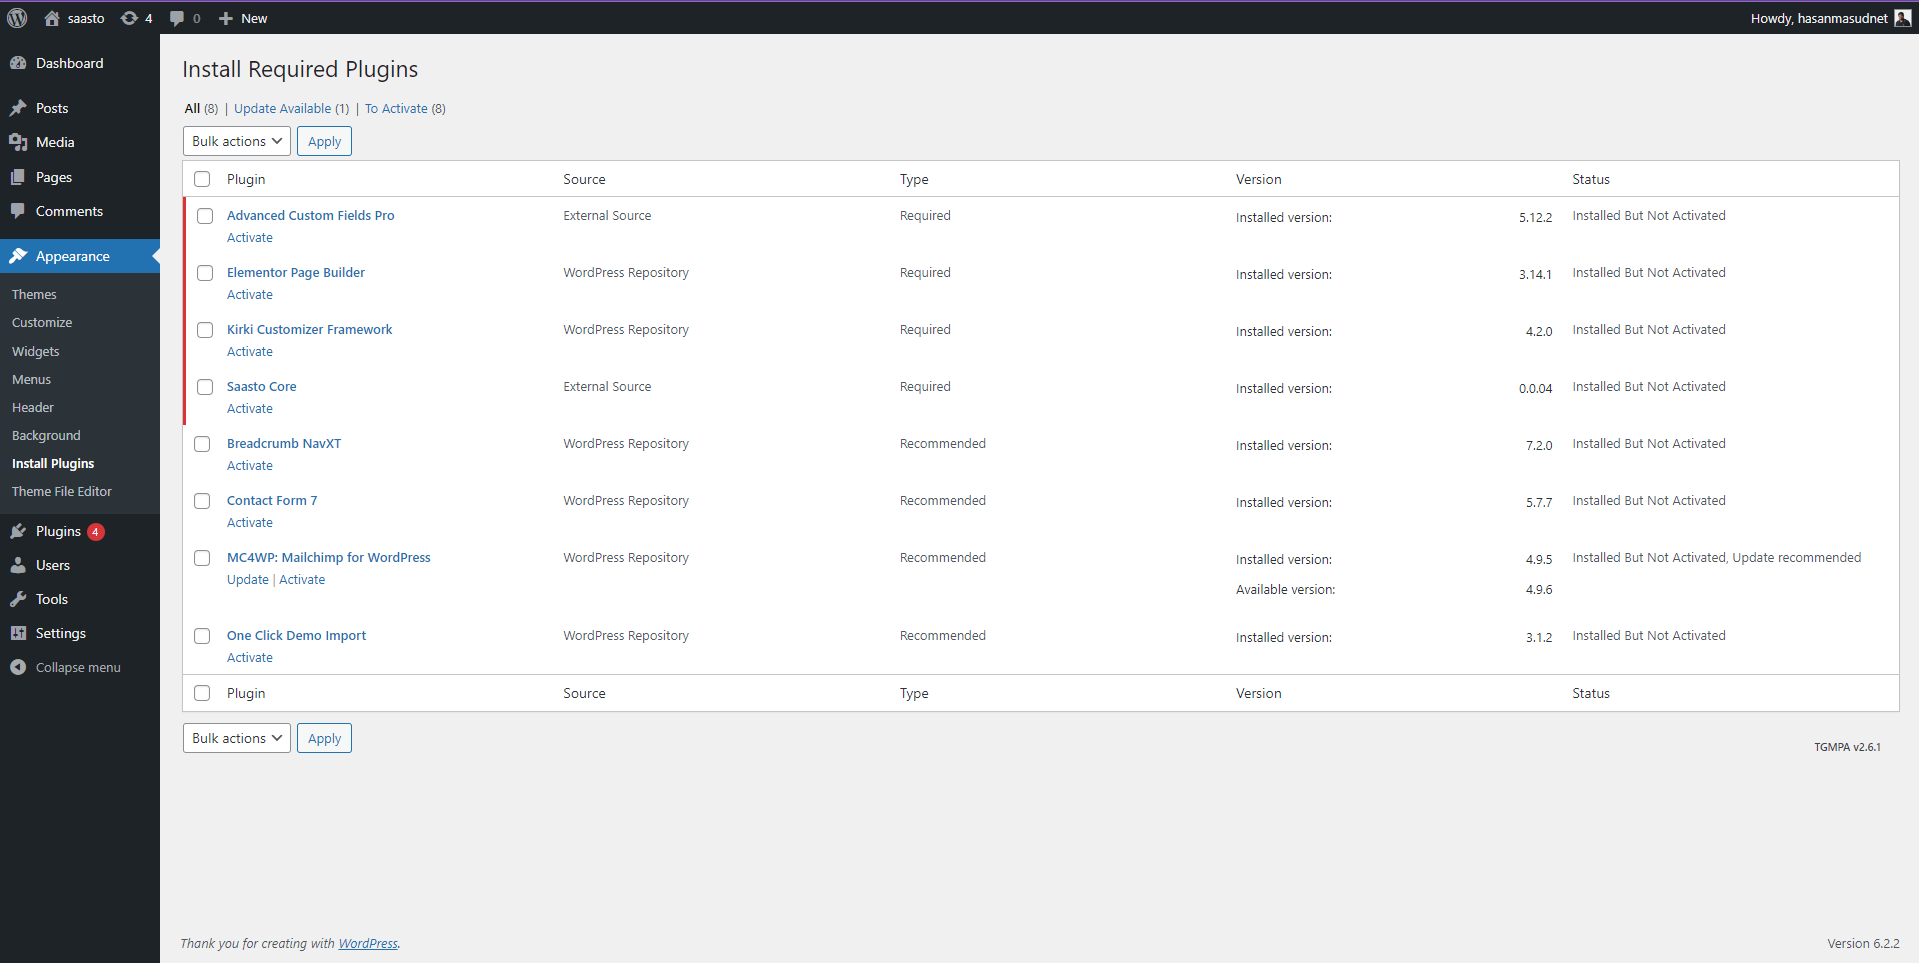 saasto 4 0 New Howdy, hasanmasudnet
Dashboard
Posts
Media
Pages
Comments
Appearance
Themes
Customize
Widgets
Menus
Header
Background
Install Plugins
Theme File Editor
Plugins 4
Users
Tools
Settings
Collapse menu
Install Required Plugins
All (8) | Update Available (1) | To Activate (8)
Bulk actions Apply
Plugin Source Type Version Status
Advanced Custom Fields Pro External Source Required Installed version: 5.12.2 Installed But Not Activated
Activate
Elementor Page Builder WordPress Repository Required Installed version: 3.14.1 Installed But Not Activated
Activate
Kirki Customizer Framework WordPress Repository Required Installed version: 4.2.0 Installed But Not Activated
Activate
Saasto Core External Source Required Installed version: 0.0.04 Installed But Not Activated
Activate
Breadcrumb NavXT WordPress Repository Recommended Installed version: 7.2.0 Installed But Not Activated
Activate
Contact Form 7 WordPress Repository Recommended Installed version: 5.7.7 Installed But Not Activated
Activate
MC4WP: Mailchimp for WordPress WordPress Repository Recommended Installed version: 4.9.5 Installed But Not Activated, Update recommended
Update | Activate
Available version: 4.9.6
One Click Demo Import WordPress Repository Recommended Installed version: 3.1.2 Installed But Not Activated
Activate
Plugin Source Type Version Status
Bulk actions Apply
TGMPA v2.6.1
Thank you for creating with WordPress. Version 6.2.2